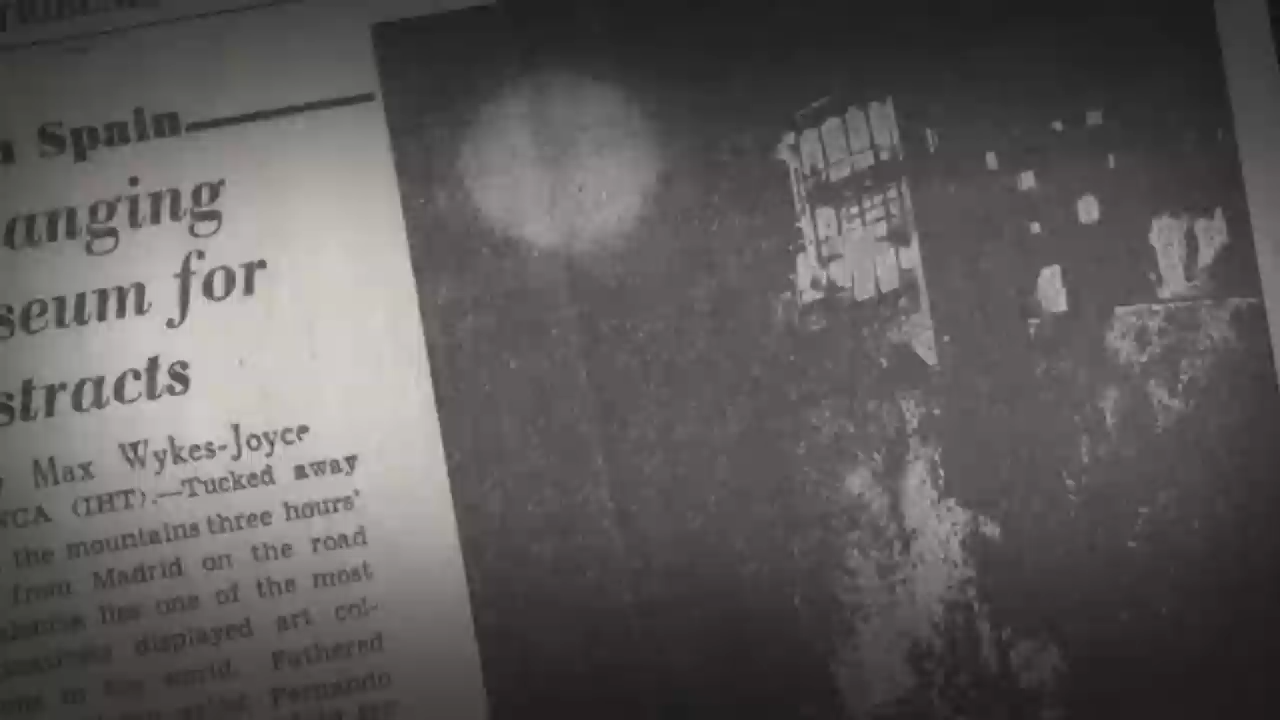 Spain
anging
seum for
stracts
Max Wykes-Joyce
(IHT).—Tucked away
the mountains three hours'
from Madrid on the road
lies one of the most
displayed art col-
in the world. Fathered
Fernando